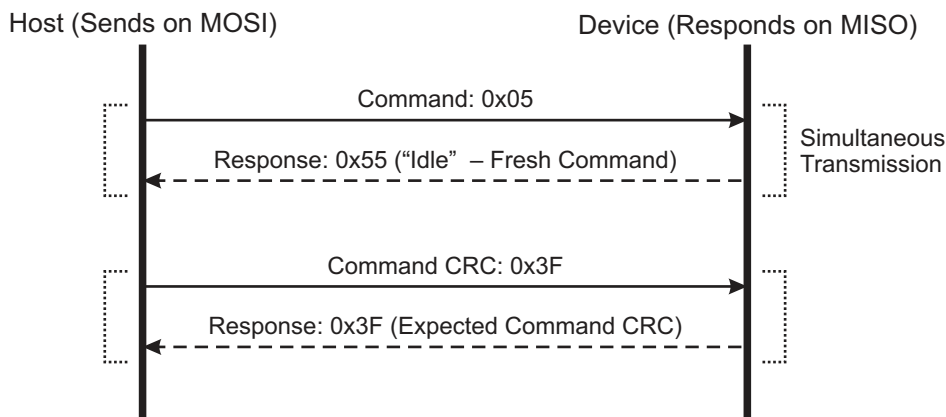 Host (Sends on MOSI)
Device (Responds on MISO)
Command: 0x05
Response: 0x55 (“Idle” – Fresh Command)
Simultaneous
Transmission
Command CRC: 0x3F
Response: 0x3F (Expected Command CRC)